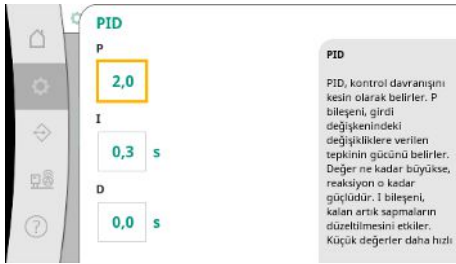 PID
P
2,0
I
0,3 s
D
0,0 s
PID
PID, kontrol davranışını
kesin olarak belirler. P
bileşeni, girdi
değişkenindeki
değişikliklere verilen
tepkinin gücünü belirler.
Değer ne kadar büyükse,
reaksiyon o kadar
güçlüdür. I bileşeni,
kalan artık sapmaların
düzeltilmesini etkiler.
Küçük değerler daha hızlı